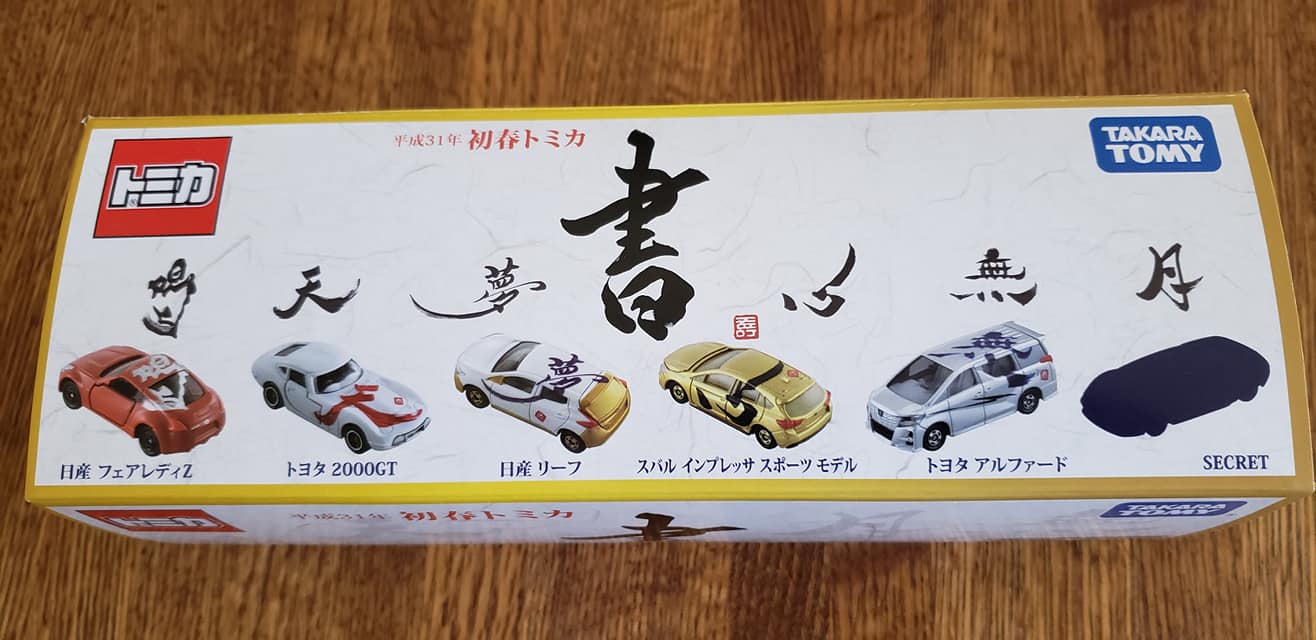 トミカ
平成31年 初春トミカ
TAKARA TOMY
書
陽
天
夢
心
無
月
夢
無
日産 フェアレディZ
トヨタ 2000GT
日産 リーフ
スバル インプレッサ スポーツ モデル
トヨタ アルファード
SECRET
平成31年 初春トミカ
TAKARA
TOMY